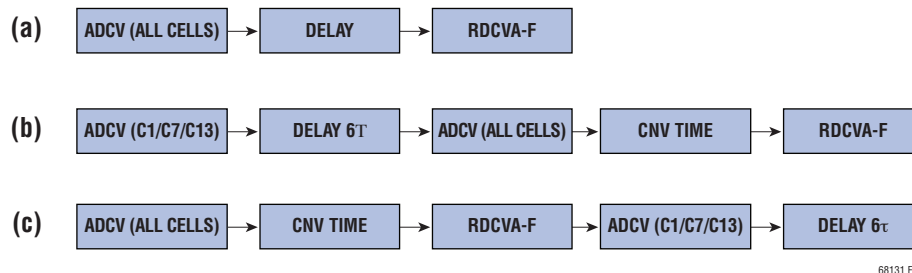 (a) ADCV (ALL CELLS) DELAY RDCVA-F
(b) ADCV (C1/C7/C13) DELAY 6T ADCV (ALL CELLS) CNV TIME RDCVA-F
(c) ADCV (ALL CELLS) CNV TIME RDCVA-F ADCV (C1/C7/C13) DELAY 6τ
68131 F